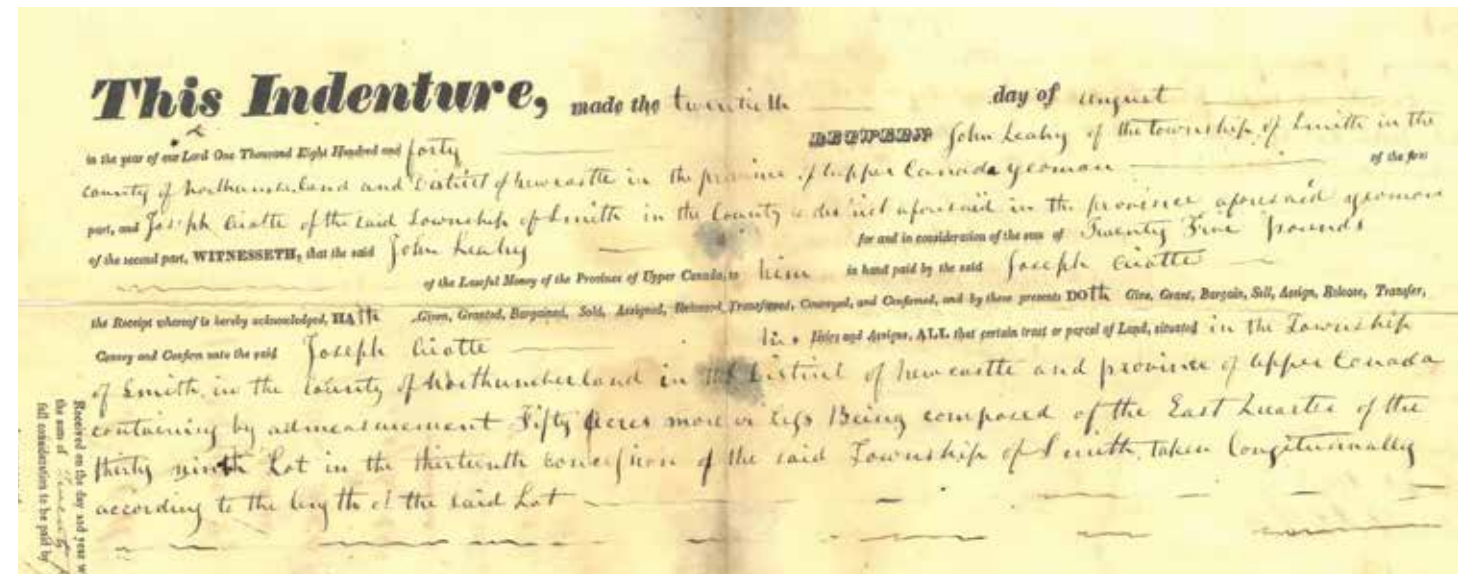 This Indenture, made the twentieth day of august
in the year of our Lord One Thousand Eight Hundred and forty BETWEEN John Leahy of the township of Smith in the
county of Northumberland and District of Newcastle in the province of upper Canada yeoman of the first
part, and Joseph Ciotte of the said Township of Smith in the County & district aforesaid in the province aforesaid yeoman
of the second part, WITNESSETH, that the said John Leahy for and in consideration of the sum of Twenty Five pounds
of the Lawful Money of the Province of Upper Canada, to him in hand paid by the said Joseph Ciotte
the Receipt whereof is hereby acknowledged, HAth Given, Granted, Bargained, Sold, Assigned, Released, Transferred, Conveyed, and Confirmed, and by these presents DOth Give, Grant, Bargain, Sell, Assign, Release, Transfer,
Convey and Confirm unto the said Joseph Ciotte his Heirs and Assigns, ALL that certain tract or parcel of Land, situated in the Township
of Smith, in the County of Northumberland in the District of Newcastle and province of Upper Canada
containing by admeasurement Fifty acres more or less Being composed of the East Quarter of the
thirty ninth Lot in the thirteenth concession of the said Township of Smith, taken Longitunnally
according to the length of the said Lot
Received on the day and year
the sum of Twenty
full consideration to be paid by